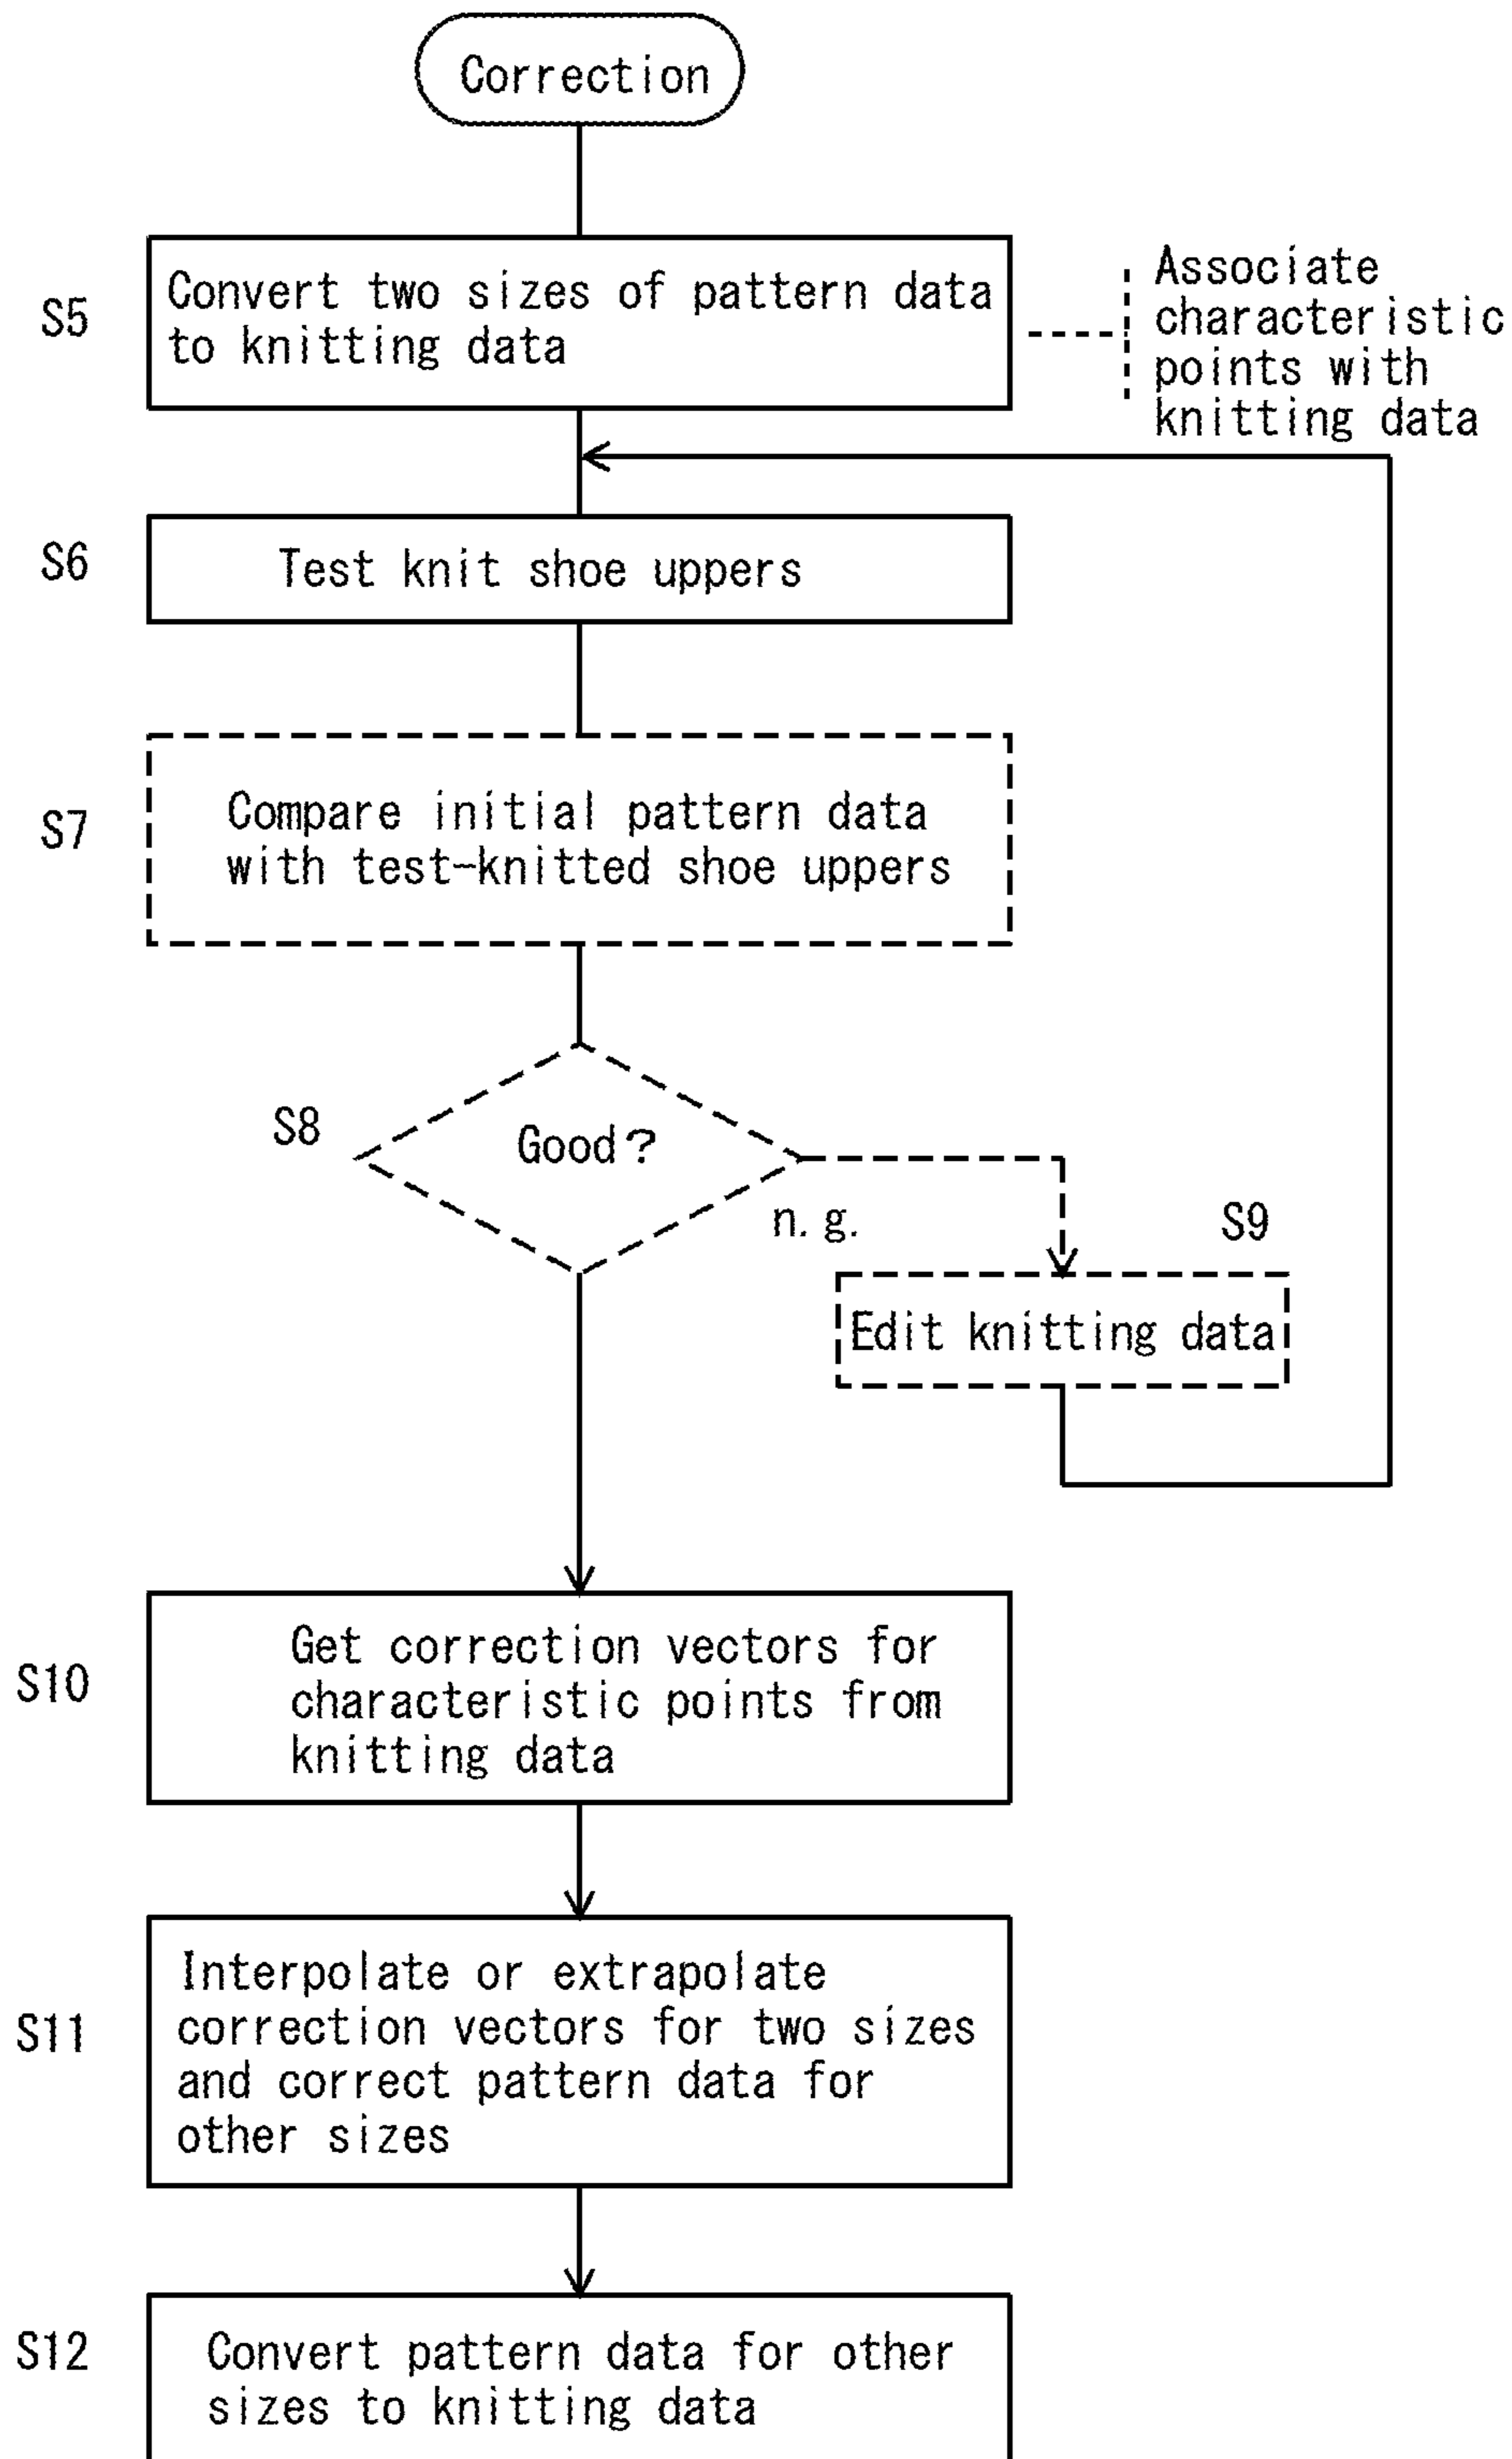 Correction
S5
Convert two sizes of pattern data
to knitting data
Associate
characteristic
points with
knitting data
S6
Test knit shoe uppers
S7
Compare initial pattern data
with test-knitted shoe uppers
S8
Good?
n.g.
S9
Edit knitting data
S10
Get correction vectors for
characteristic points from
knitting data
S11
Interpolate or extrapolate
correction vectors for two sizes
and correct pattern data for
other sizes
S12
Convert pattern data for other
sizes to knitting data